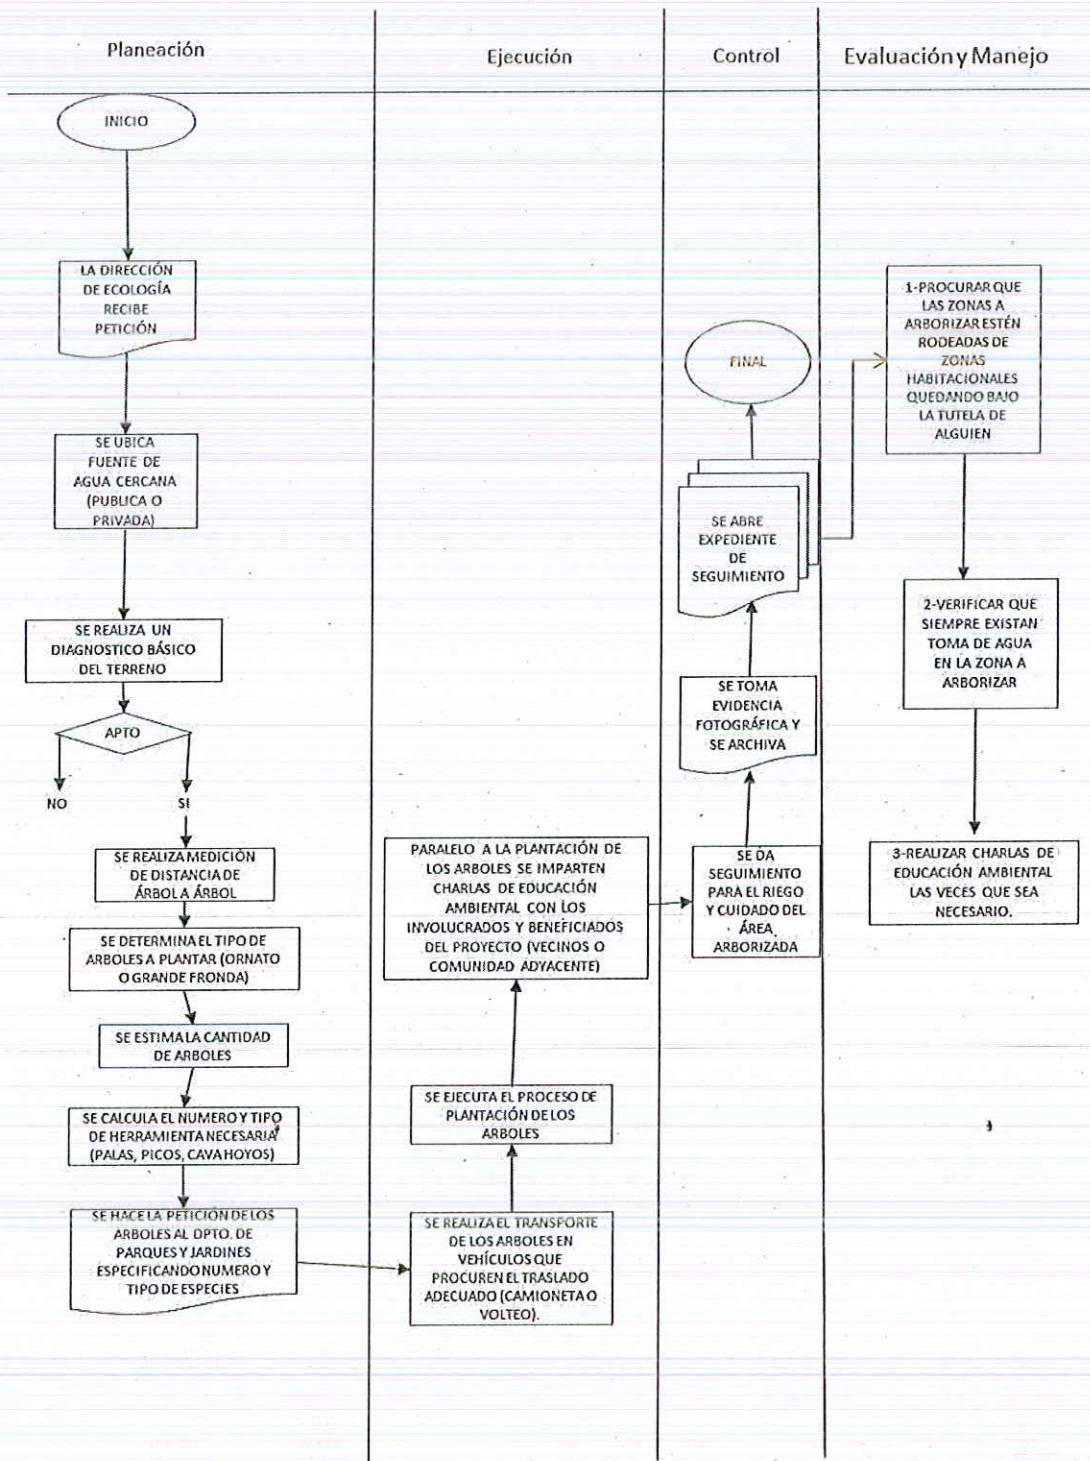 Planeación
Ejecución
Control
Evaluación y Manejo
INICIO
LA DIRECCIÓN
DE ECOLOGÍA
RECIBE
PETICIÓN
SE UBICA
FUENTE DE
AGUA CERCANA
(PUBLICA O
PRIVADA)
SE REALIZA UN
DIAGNOSTICO BÁSICO
DEL TERRENO
APTO
NO
SI
SE REALIZA MEDICIÓN
DE DISTANCIA DE
ÁRBOL A ÁRBOL
SE DETERMINA EL TIPO DE
ARBOLES A PLANTAR (ORNATO
O GRANDE FRONDA)
SE ESTIMA LA CANTIDAD
DE ARBOLES
SE CALCULA EL NUMERO Y TIPO
DE HERRAMIENTA NECESARIA
(PALAS, PICOS, CAVA HOYOS)
SE HACE LA PETICIÓN DE LOS
ARBOLES AL DPTO. DE
PARQUES Y JARDINES
ESPECIFICANDO NUMERO Y
TIPO DE ESPECIES
SE REALIZA EL TRANSPORTE
DE LOS ARBOLES EN
VEHÍCULOS QUE
PROCUREN EL TRASLADO
ADECUADO (CAMIONETA O
VOLTEO).
SE EJECUTA EL PROCESO DE
PLANTACIÓN DE LOS
ARBOLES
PARALELO A LA PLANTACIÓN DE
LOS ARBOLES SE IMPARTEN
CHARLAS DE EDUCACIÓN
AMBIENTAL CON LOS
INVOLUCRADOS Y BENEFICIADOS
DEL PROYECTO (VECINOS O
COMUNIDAD ADYACENTE)
SE DA
SEGUIMIENTO
PARA EL RIEGO
Y CUIDADO DEL
ÁREA
ARBORIZADA
SE TOMA
EVIDENCIA
FOTOGRÁFICA Y
SE ARCHIVA
SE ABRE
EXPEDIENTE
DE
SEGUIMIENTO
FINAL
1-PROCURAR QUE
LAS ZONAS A
ARBORIZAR ESTÉN
RODEADAS DE
ZONAS
HABITACIONALES
QUEDANDO BAJO
LA TUTELA DE
ALGUIEN
2-VERIFICAR QUE
SIEMPRE EXISTAN
TOMA DE AGUA
EN LA ZONA A
ARBORIZAR
3-REALIZAR CHARLAS DE
EDUCACIÓN AMBIENTAL
LAS VECES QUE SEA
NECESARIO.